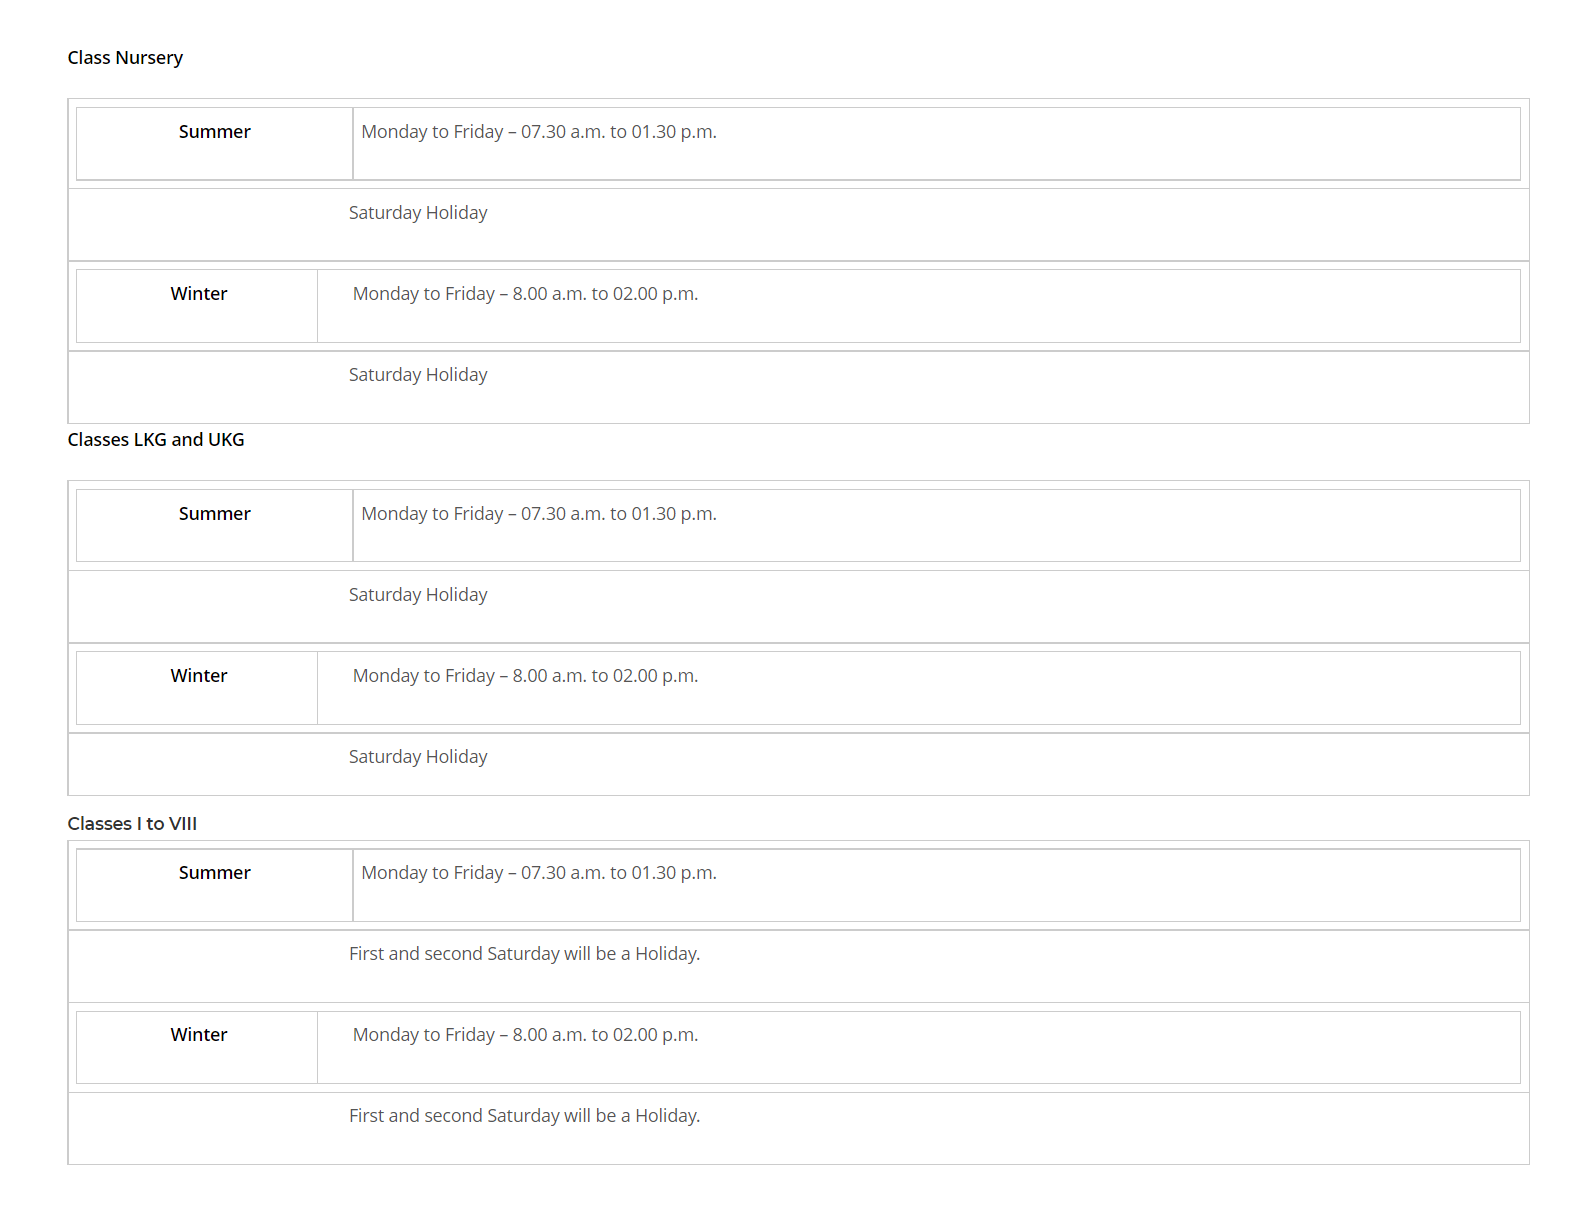 Class Nursery
Summer Monday to Friday – 07.30 a.m. to 01.30 p.m.
Saturday Holiday
Winter Monday to Friday – 8.00 a.m. to 02.00 p.m.
Saturday Holiday
Classes LKG and UKG
Summer Monday to Friday – 07.30 a.m. to 01.30 p.m.
Saturday Holiday
Winter Monday to Friday – 8.00 a.m. to 02.00 p.m.
Saturday Holiday
Classes I to VIII
Summer Monday to Friday – 07.30 a.m. to 01.30 p.m.
First and second Saturday will be a Holiday.
Winter Monday to Friday – 8.00 a.m. to 02.00 p.m.
First and second Saturday will be a Holiday.